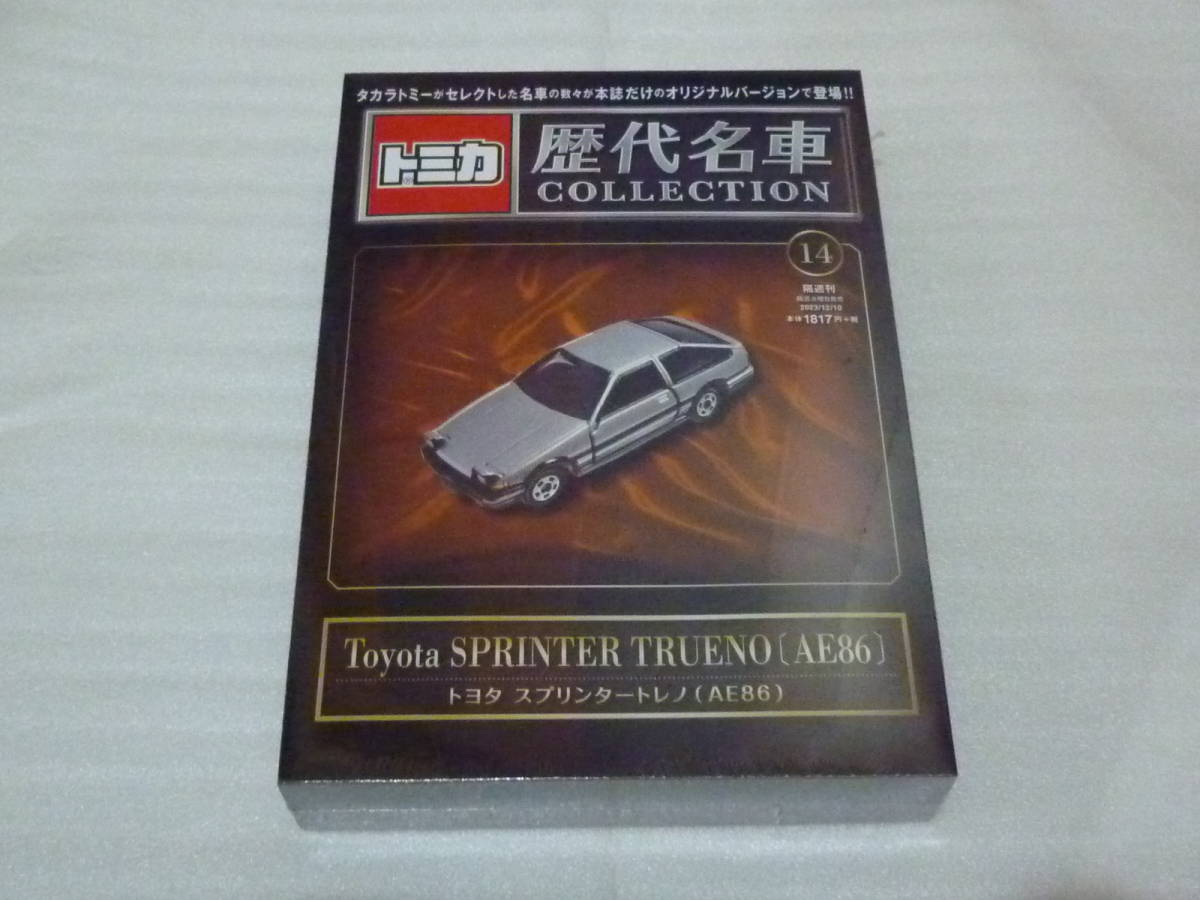 タカラトミーがセレクトした名車の数々が本誌だけのオリジナルバージョンで登場!!
トミカ
歴代名車
COLLECTION
14
隔週刊
2023/12/10
本体1817円+税
Toyota SPRINTER TRUENO〔AE86〕
トヨタ スプリンタートレノ(AE86)